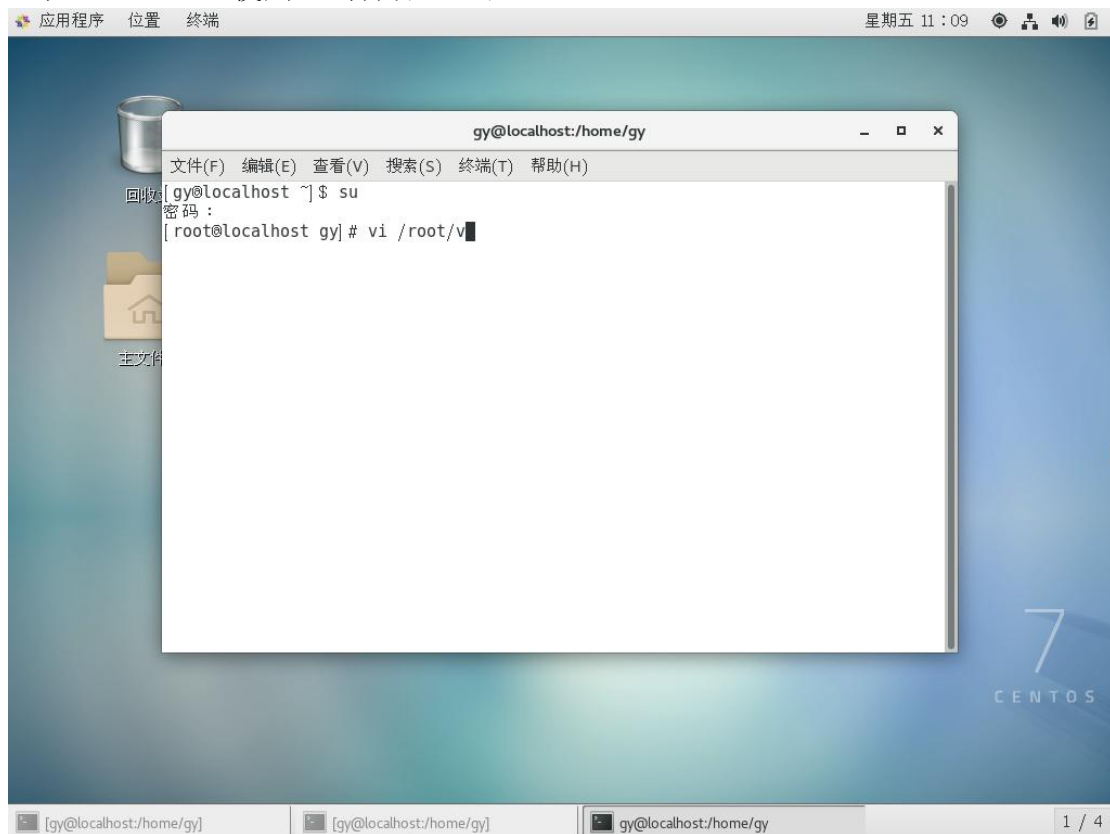 应用程序 位置 终端 星期五 11：09
gy@localhost:/home/gy
文件(F) 编辑(E) 查看(V) 搜索(S) 终端(T) 帮助(H)
[gy@localhost ~]$ su
密码：
[root@localhost gy]# vi /root/v
回收
主文件
7
CENTOS
[gy@localhost:/home/gy] [gy@localhost:/home/gy] gy@localhost:/home/gy 1 / 4